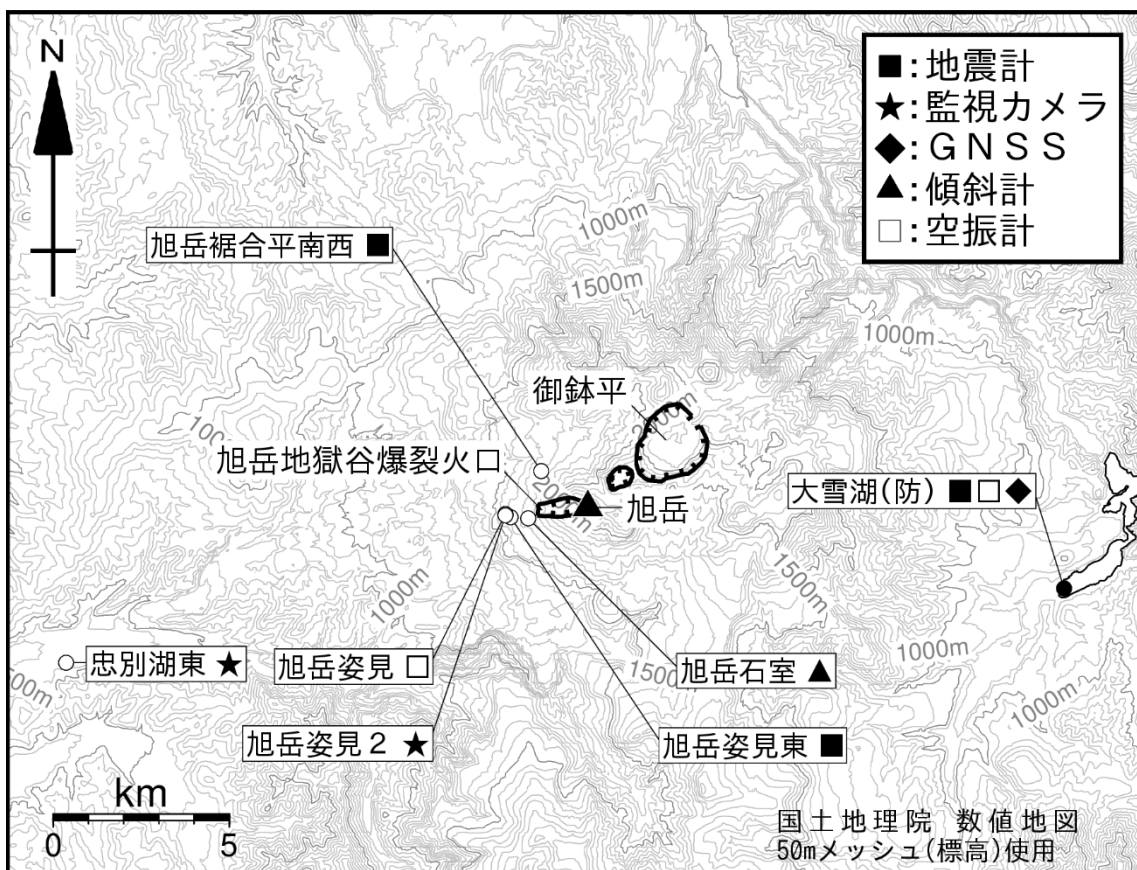 N
■:地震計
★:監視カメラ
◆:GNSS
▲:傾斜計
□:空振計
1000m
旭岳裾合平南西 ■
1500m
1000m
御鉢平
2000m
1000m
旭岳地獄谷爆裂火口
2000m
旭岳
大雪湖(防) ■□◆
1500m
1000m
忠別湖東 ★
旭岳姿見 □
1500m
旭岳石室 ▲
1000m
1000m
旭岳姿見2 ★
旭岳姿見東 ■
km
0 5
国土地理院 数値地図
50mメッシュ(標高)使用